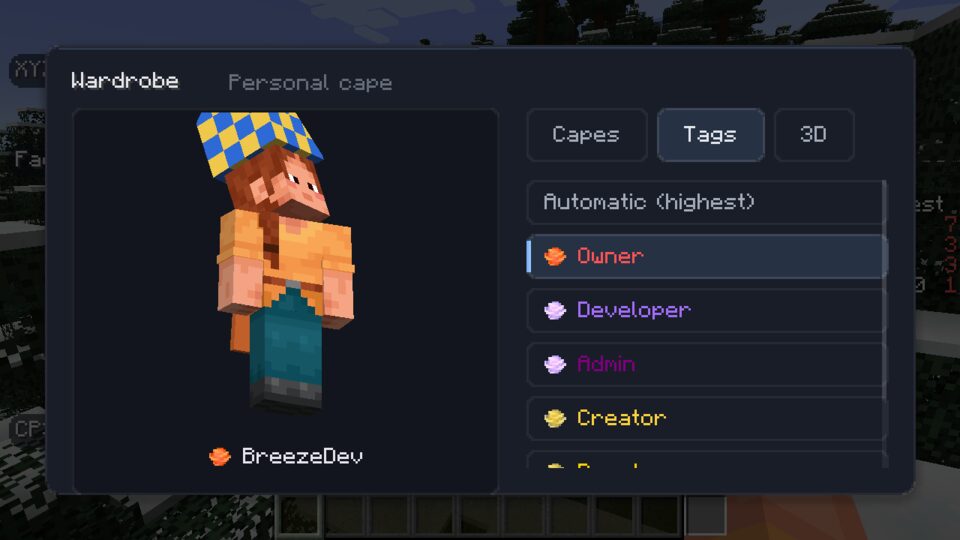 Wardrobe Personal cape
Capes Tags 3D
Automatic (highest)
Owner
Developer
Admin
Creator
BreezeDev